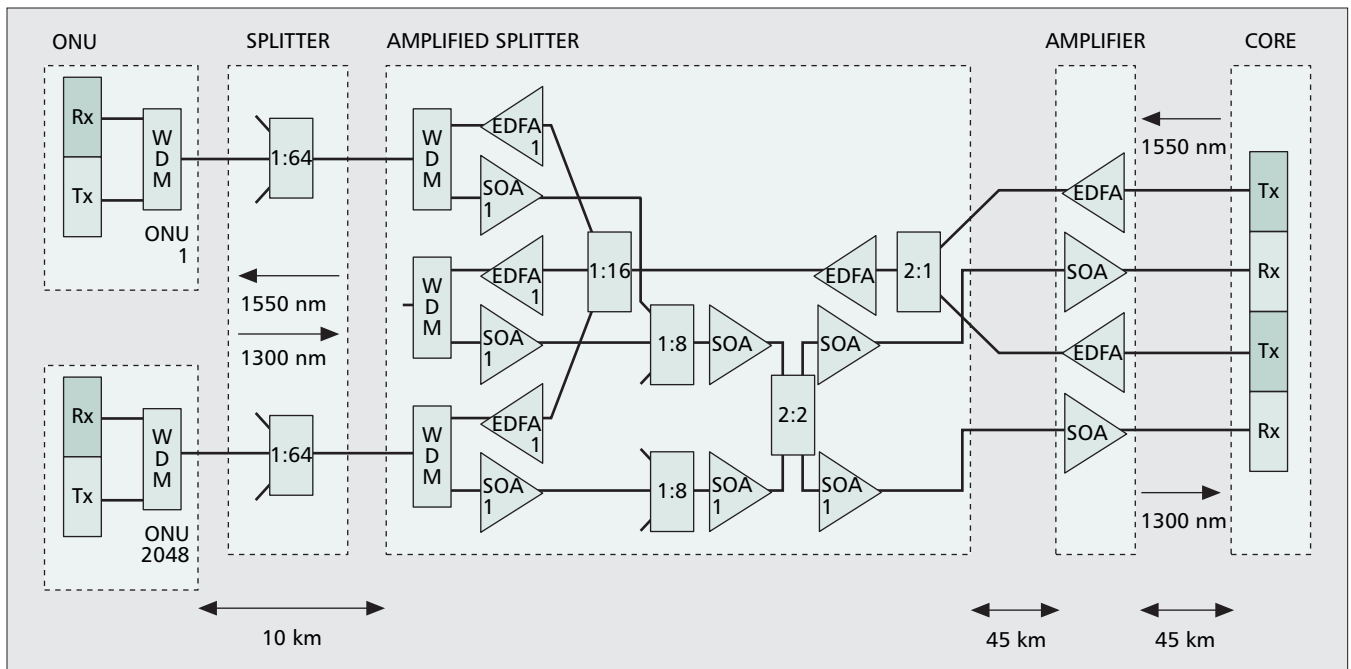 ONU
SPLITTER
AMPLIFIED SPLITTER
AMPLIFIER
CORE
Rx
Tx
WDM
ONU
1
1:64
1550 nm
1300 nm
Rx
Tx
WDM
ONU
2048
1:64
WDM
EDFA
1
SOA
1
WDM
EDFA
1
SOA
1
WDM
EDFA
1
SOA
1
1:16
1:8
SOA
1:8
SOA
1
2:2
EDFA
2:1
SOA
SOA
1
EDFA
SOA
EDFA
SOA
1550 nm
Tx
Rx
Tx
Rx
1300 nm
10 km
45 km
45 km